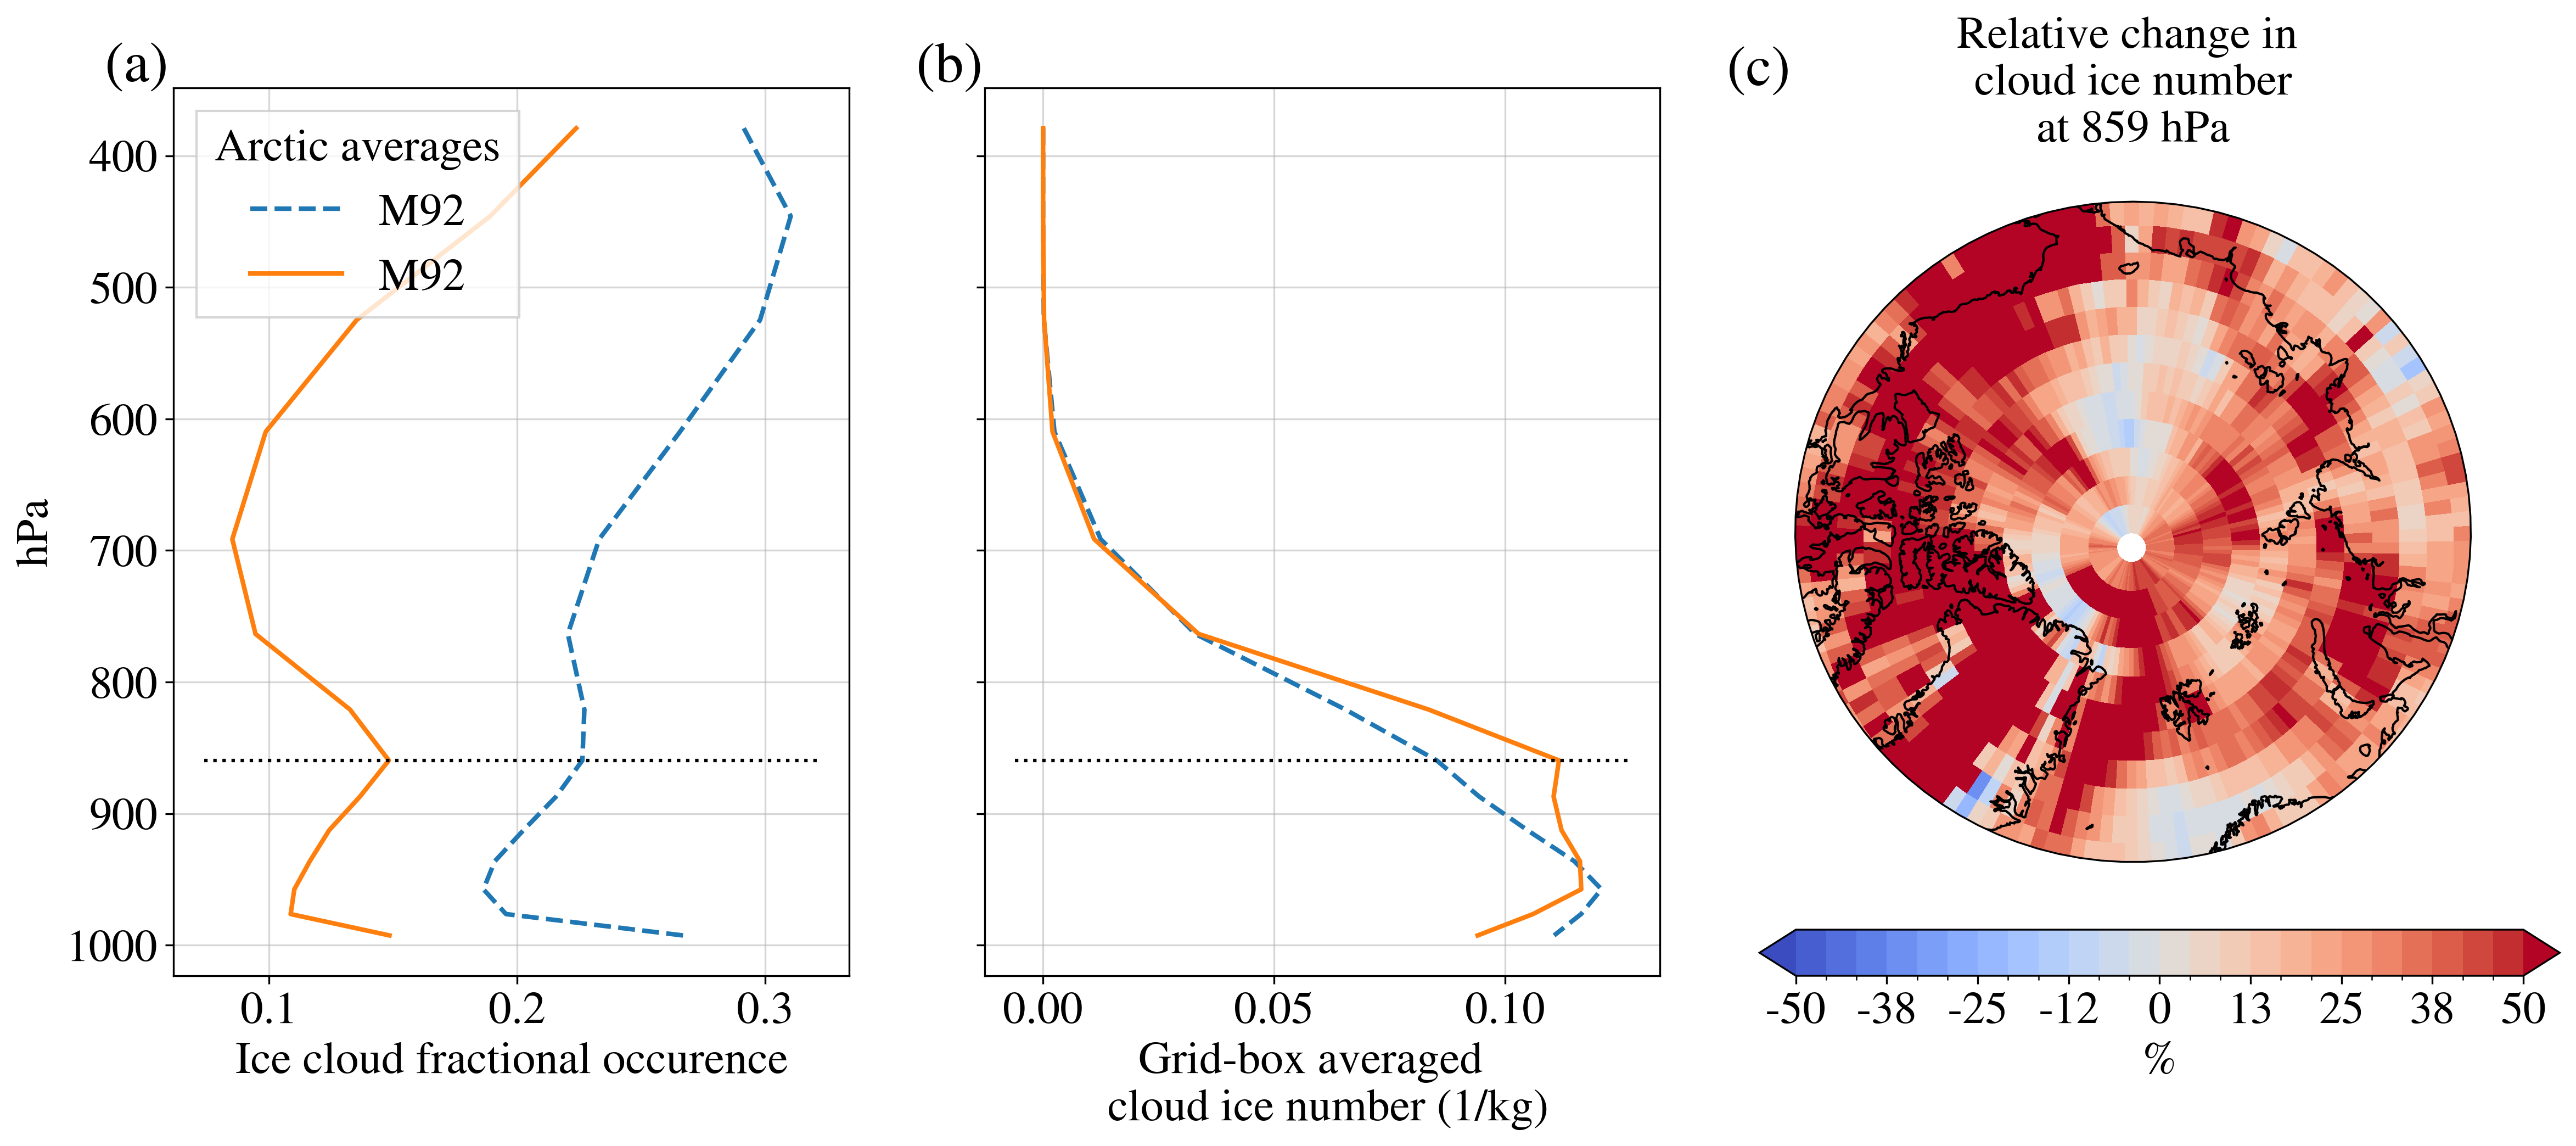 (a)
Arctic averages
M92
M92
400
500
600
700
800
900
1000
hPa
0.1
0.2
0.3
Ice cloud fractional occurence
(b)
0.00
0.05
0.10
Grid-box averaged
cloud ice number (1/kg)
(c)
Relative change in
cloud ice number
at 859 hPa
-50
-38
-25
-12
0
13
25
38
50
%